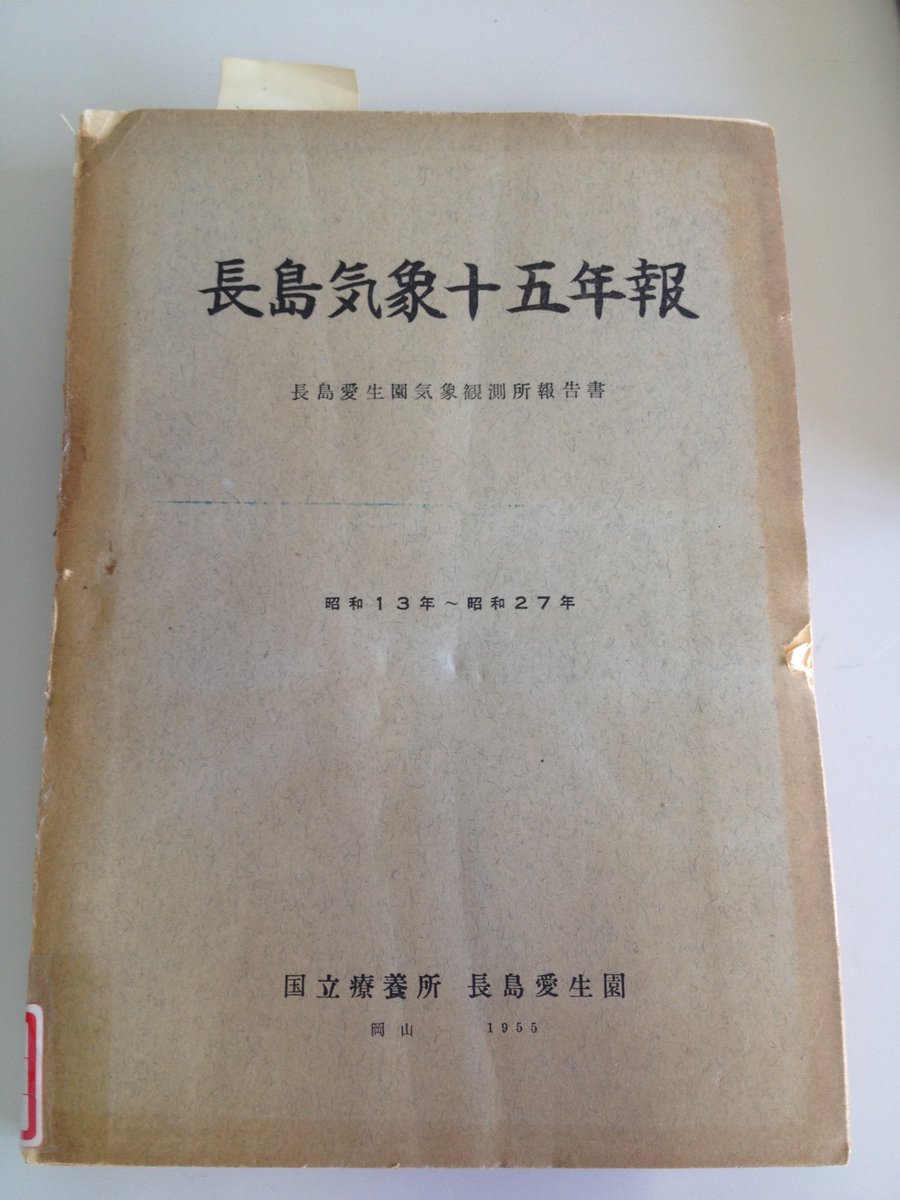 長島気象十五年報
長島愛生園気象観測所報告書
昭和13年~昭和27年
国立療養所 長島愛生園
岡山 1955